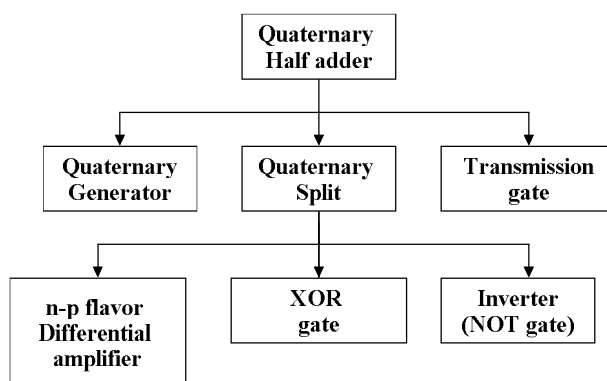 Quaternary
Half adder
Quaternary
Generator
Quaternary
Split
Transmission
gate
n-p flavor
Differential
amplifier
XOR
gate
Inverter
(NOT gate)